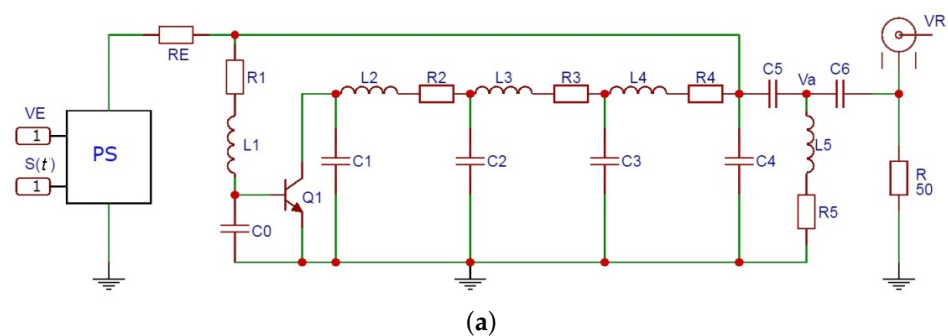 VR
RE
R1
L2 R2 L3 R3 L4 R4 C5 Va C6
VE
1
S(t)
1
PS
L1
C1 C2 C3 C4 L5
R
50
Q1
C0
R5
(a)